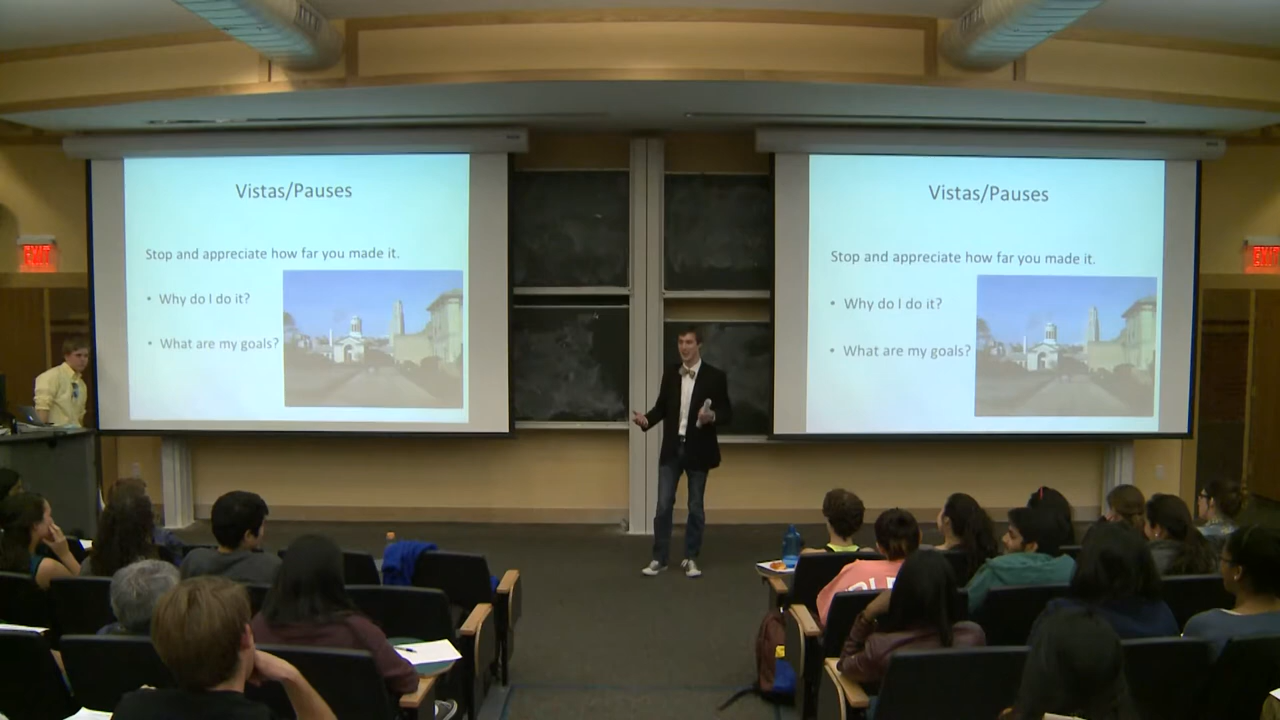 Vistas/Pauses
Stop and appreciate how far you made it.
• Why do I do it?
• What are my goals?
Vistas/Pauses
Stop and appreciate how far you made it.
• Why do I do it?
• What are my goals?
EXIT
EXIT